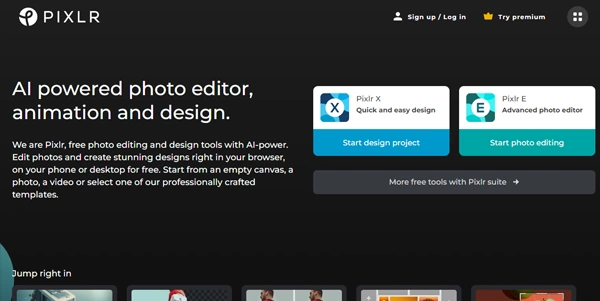 PIXLR
Sign up / Log in
Try premium
AI powered photo editor,
animation and design.
We are Pixlr, free photo editing and design tools with AI-power.
Edit photos and create stunning designs right in your browser,
on your phone or desktop for free. Start from an empty canvas, a
photo, a video or select one of our professionally crafted
templates.
X
Pixlr X
Quick and easy design
Start design project
E
Pixlr E
Advanced photo editor
Start photo editing
More free tools with Pixlr suite →
Jump right in